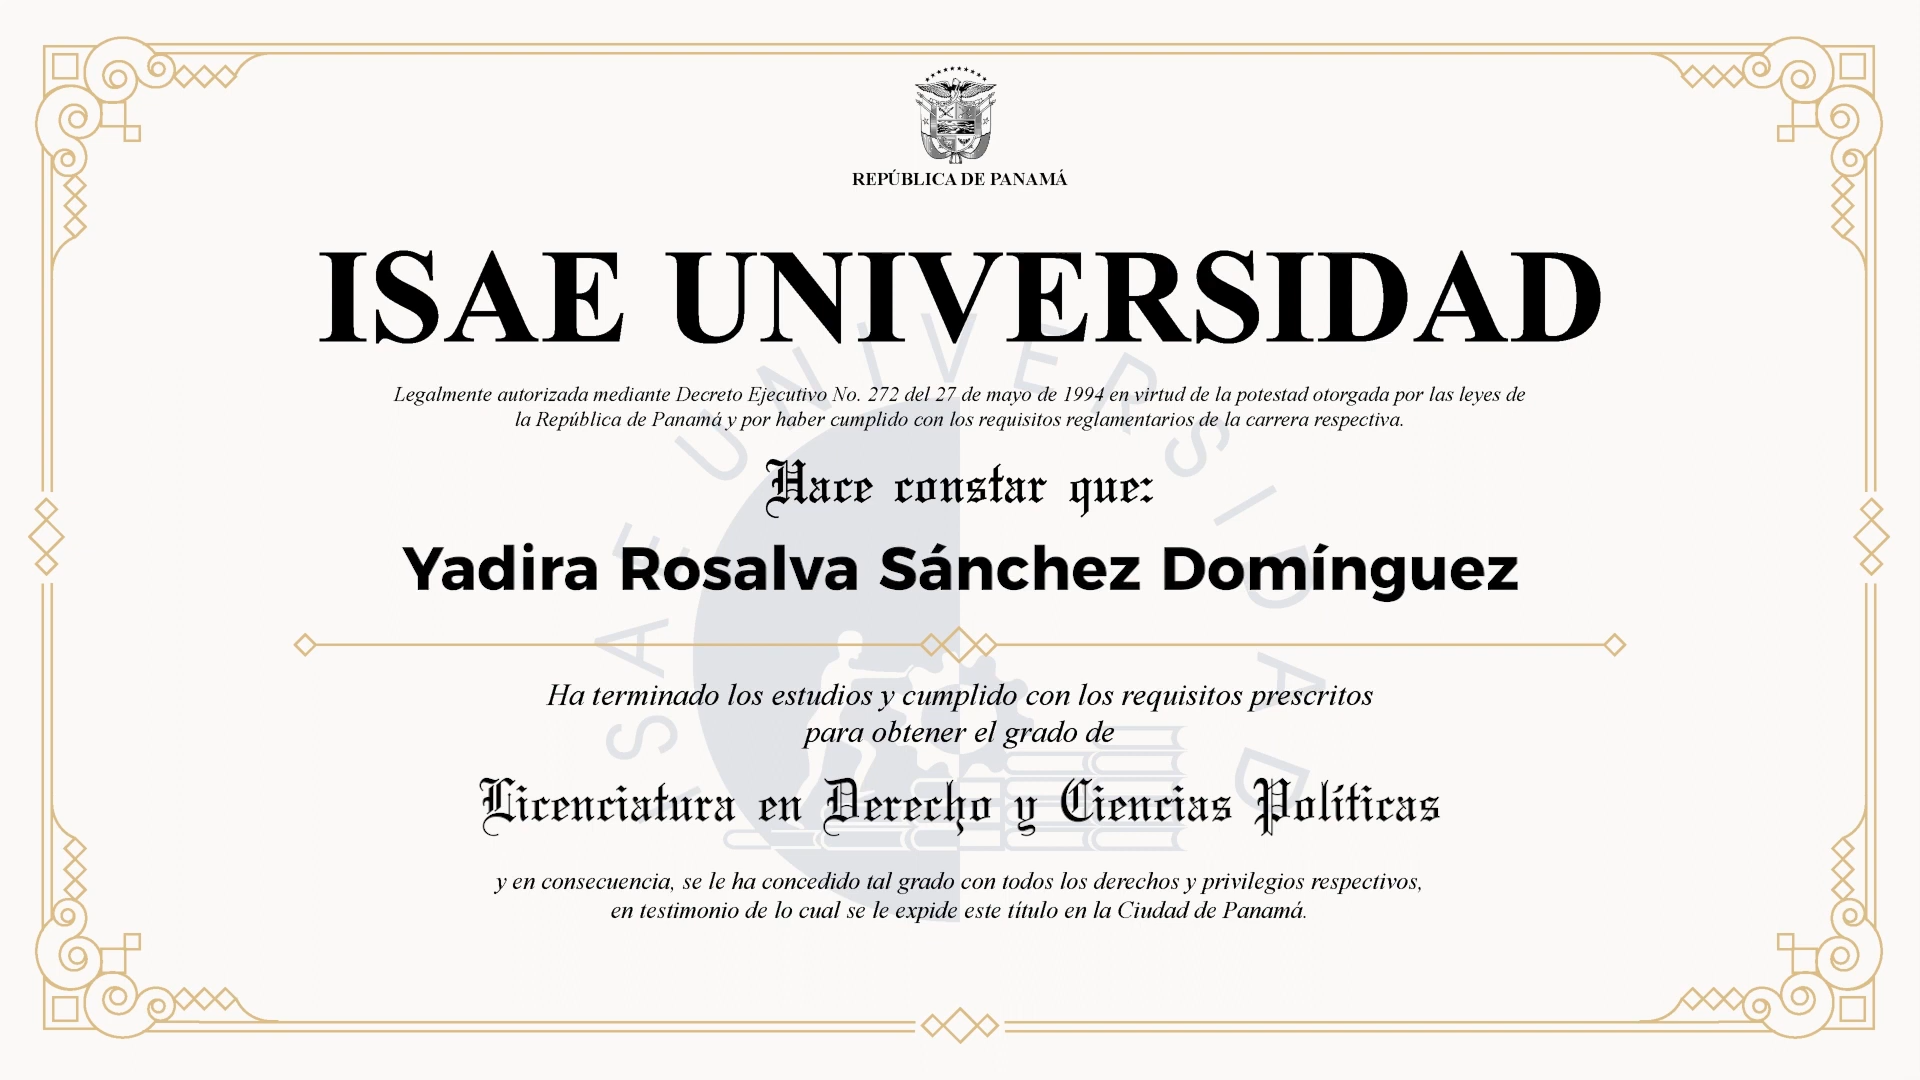 REPÚBLICA DE PANAMÁ
ISAE UNIVERSIDAD
Legalmente autorizada mediante Decreto Ejecutivo No. 272 del 27 de mayo de 1994 en virtud de la potestad otorgada por las leyes de
la República de Panamá y por haber cumplido con los requisitos reglamentarios de la carrera respectiva.
Hace constar que:
Yadira Rosalva Sánchez Domínguez
Ha terminado los estudios y cumplido con los requisitos prescritos
para obtener el grado de
Licenciatura en Derecho y Ciencias Políticas
y en consecuencia, se le ha concedido tal grado con todos los derechos y privilegios respectivos,
en testimonio de lo cual se le expide este título en la Ciudad de Panamá.
ISAE UNIVERSIDAD